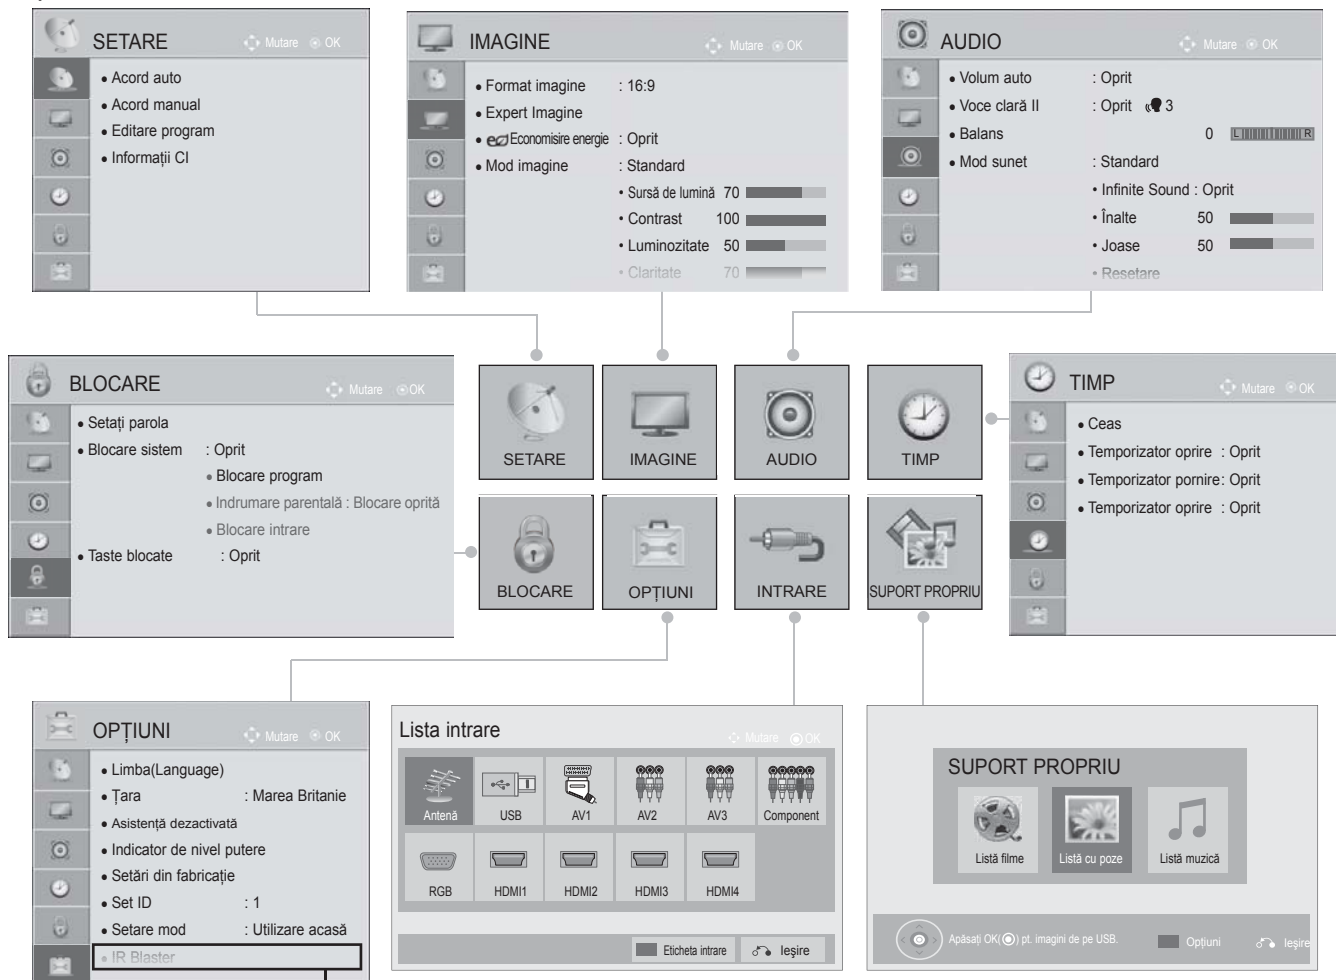 SETARE
Mutare OK
• Acord auto
• Acord manual
• Editare program
• Informații CI
IMAGINE
Mutare OK
• Format imagine : 16:9
• Expert Imagine
• eco Economisire energie : Oprit
• Mod imagine : Standard
• Sursă de lumină 70
• Contrast 100
• Luminozitate 50
• Claritate 70
AUDIO
Mutare OK
• Volum auto : Oprit
• Voce clară II : Oprit 3
• Balans 0 L R
• Mod sunet : Standard
• Infinite Sound : Oprit
• Înalte 50
• Joase 50
• Resetare
BLOCARE
Mutare OK
• Setați parola
• Blocare sistem : Oprit
• Blocare program
• Indrumare parentală : Blocare oprită
• Blocare intrare
• Taste blocate : Oprit
SETARE
IMAGINE
AUDIO
TIMP
BLOCARE
OPȚIUNI
INTRARE
SUPORT PROPRIU
TIMP
Mutare OK
• Ceas
• Temporizator oprire : Oprit
• Temporizator pornire: Oprit
• Temporizator oprire : Oprit
OPȚIUNI
Mutare OK
• Limba(Language)
• Țara : Marea Britanie
• Asistență dezactivată
• Indicator de nivel putere
• Setări din fabricație
• Set ID : 1
• Setare mod : Utilizare acasă
• IR Blaster
Lista intrare
Mutare OK
Antenă USB AV1 AV2 AV3 Component
RGB HDMI1 HDMI2 HDMI3 HDMI4
Eticheta intrare Ieşire
SUPORT PROPRIU
Listă filme Listă cu poze Listă muzică
Apăsați OK(◉) pt. imagini de pe USB. Opțiuni Ieşire